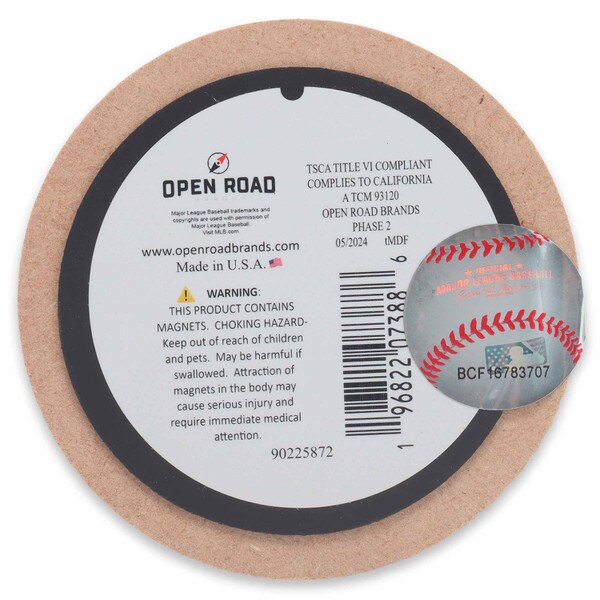 OPEN ROAD
BRANDS
Major League Baseball trademarks and
copyrights are used with permission of
Major League Baseball.
Visit MLB.com.
www.openroadbrands.com
Made in U.S.A.
WARNING:
THIS PRODUCT CONTAINS
MAGNETS. CHOKING HAZARD-
Keep out of reach of children
and pets. May be harmful if
swallowed. Attraction of
magnets in the body may
cause serious injury and
require immediate medical
attention.
90225872
TSCA TITLE VI COMPLIANT
COMPLIES TO CALIFORNIA
A TCM 93120
OPEN ROAD BRANDS
PHASE 2
05/2024 tMDF
1 96822 07388 6
OFFICIAL
MAJOR LEAGUE BASEBALL
BCF16783707